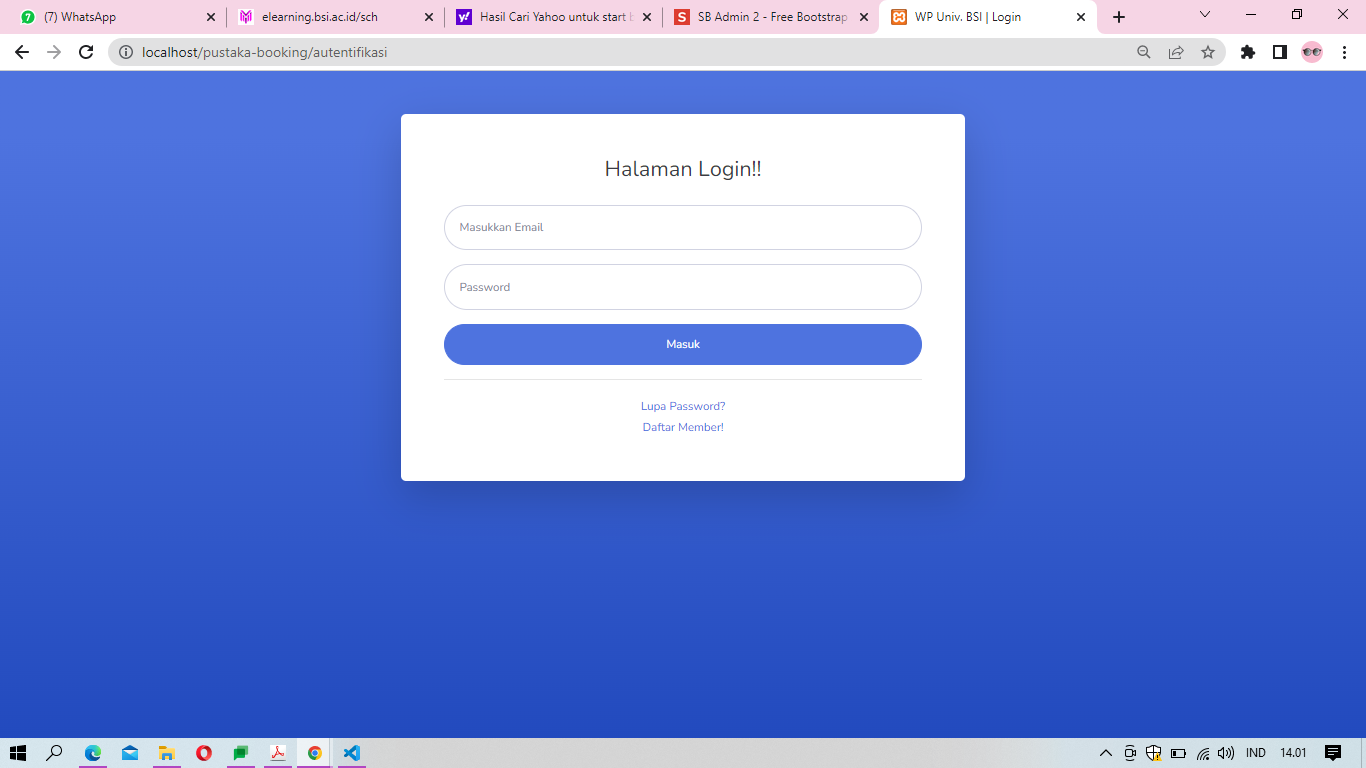 (7) WhatsApp
elearning.bsi.ac.id/sch
Hasil Cari Yahoo untuk start b
SB Admin 2 - Free Bootstrap
WP Univ. BSI | Login
localhost/pustaka-booking/autentifikasi
Halaman Login!!
Masukkan Email
Password
Masuk
Lupa Password?
Daftar Member!
IND
14.01